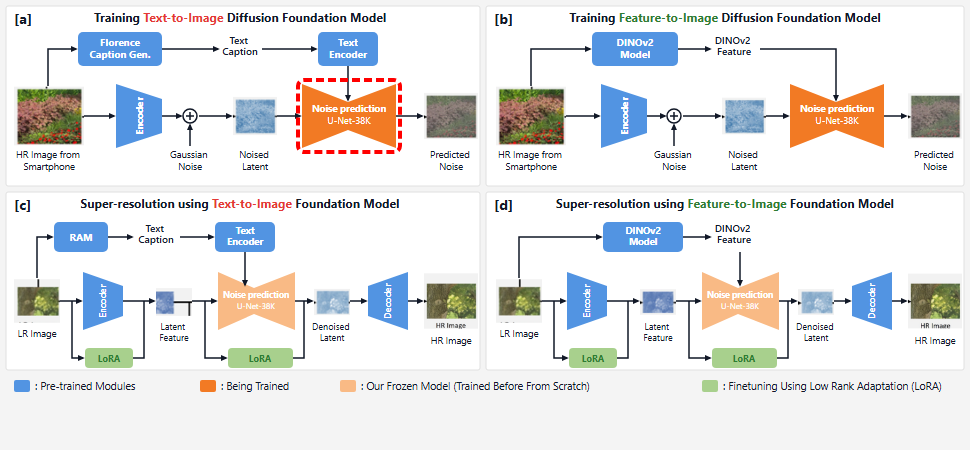 [a] Training Text-to-Image Diffusion Foundation Model
Florence
Caption Gen.
Text
Caption
Text
Encoder
Encoder
Noise prediction
U-Net-38K
HR Image from
Smartphone
Gaussian
Noise
Noised
Latent
Predicted
Noise
[b] Training Feature-to-Image Diffusion Foundation Model
DINOv2
Model
DINOv2
Feature
Encoder
Noise prediction
U-Net-38K
HR Image from
Smartphone
Gaussian
Noise
Noised
Latent
Predicted
Noise
[c] Super-resolution using Text-to-Image Foundation Model
RAM
Text
Caption
Text
Encoder
Encoder
Noise prediction
U-Net-38K
Decoder
LR Image
Latent
Feature
Denoised
Latent
HR Image
HR Image
LoRA
LoRA
[d] Super-resolution using Feature-to-Image Foundation Model
DINOv2
Model
DINOv2
Feature
Encoder
Noise prediction
U-Net-38K
Decoder
LR Image
Latent
Feature
Denoised
Latent
HR Image
HR Image
LoRA
LoRA
: Pre-trained Modules
: Being Trained
: Our Frozen Model (Trained Before From Scratch)
: Finetuning Using Low Rank Adaptation (LoRA)